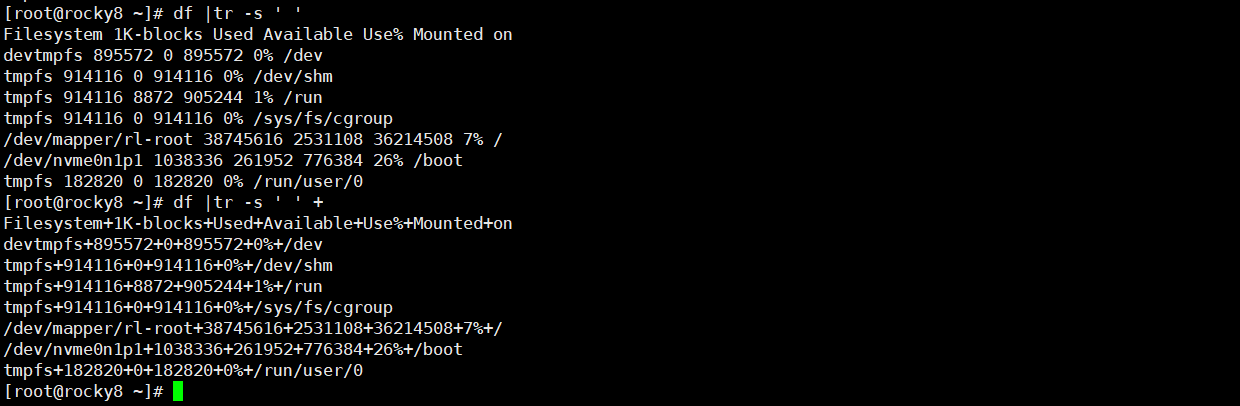 [root@rocky8 ~]# df |tr -s ' '
Filesystem 1K-blocks Used Available Use% Mounted on
devtmpfs 895572 0 895572 0% /dev
tmpfs 914116 0 914116 0% /dev/shm
tmpfs 914116 8872 905244 1% /run
tmpfs 914116 0 914116 0% /sys/fs/cgroup
/dev/mapper/rl-root 38745616 2531108 36214508 7% /
/dev/nvme0n1p1 1038336 261952 776384 26% /boot
tmpfs 182820 0 182820 0% /run/user/0
[root@rocky8 ~]# df |tr -s ' ' +
Filesystem+1K-blocks+Used+Available+Use%+Mounted+on
devtmpfs+895572+0+895572+0%+/dev
tmpfs+914116+0+914116+0%+/dev/shm
tmpfs+914116+8872+905244+1%+/run
tmpfs+914116+0+914116+0%+/sys/fs/cgroup
/dev/mapper/rl-root+38745616+2531108+36214508+7%+/
/dev/nvme0n1p1+1038336+261952+776384+26%+/boot
tmpfs+182820+0+182820+0%+/run/user/0
[root@rocky8 ~]#